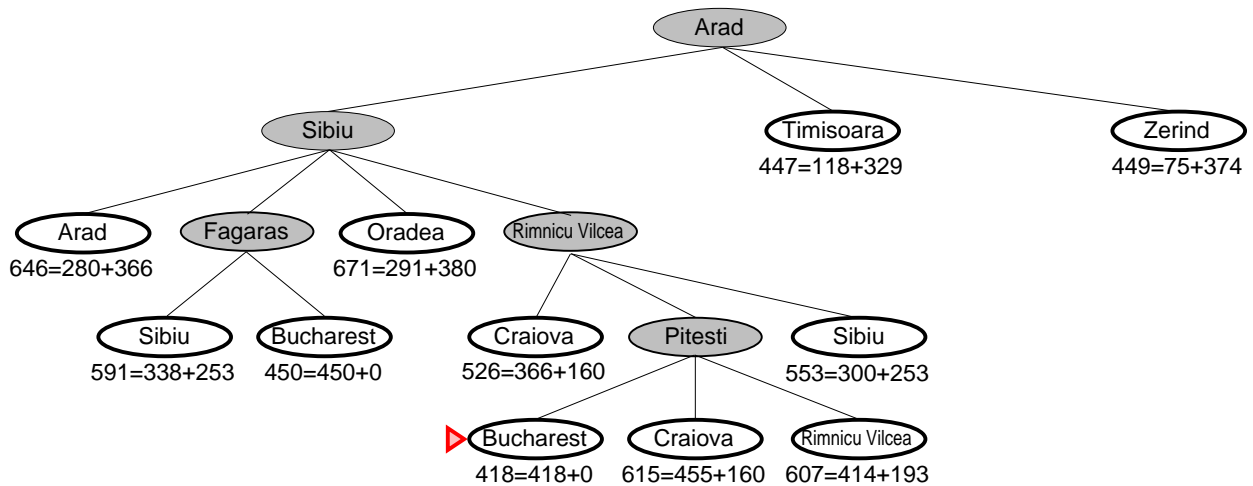 Arad
Sibiu
Timisoara
Zerind
447=118+329
449=75+374
Arad
Fagaras
Oradea
Rimnicu Vilcea
646=280+366
671=291+380
Sibiu
Bucharest
Craiova
Pitesti
Sibiu
591=338+253
450=450+0
526=366+160
553=300+253
Bucharest
Craiova
Rimnicu Vilcea
418=418+0
615=455+160
607=414+193